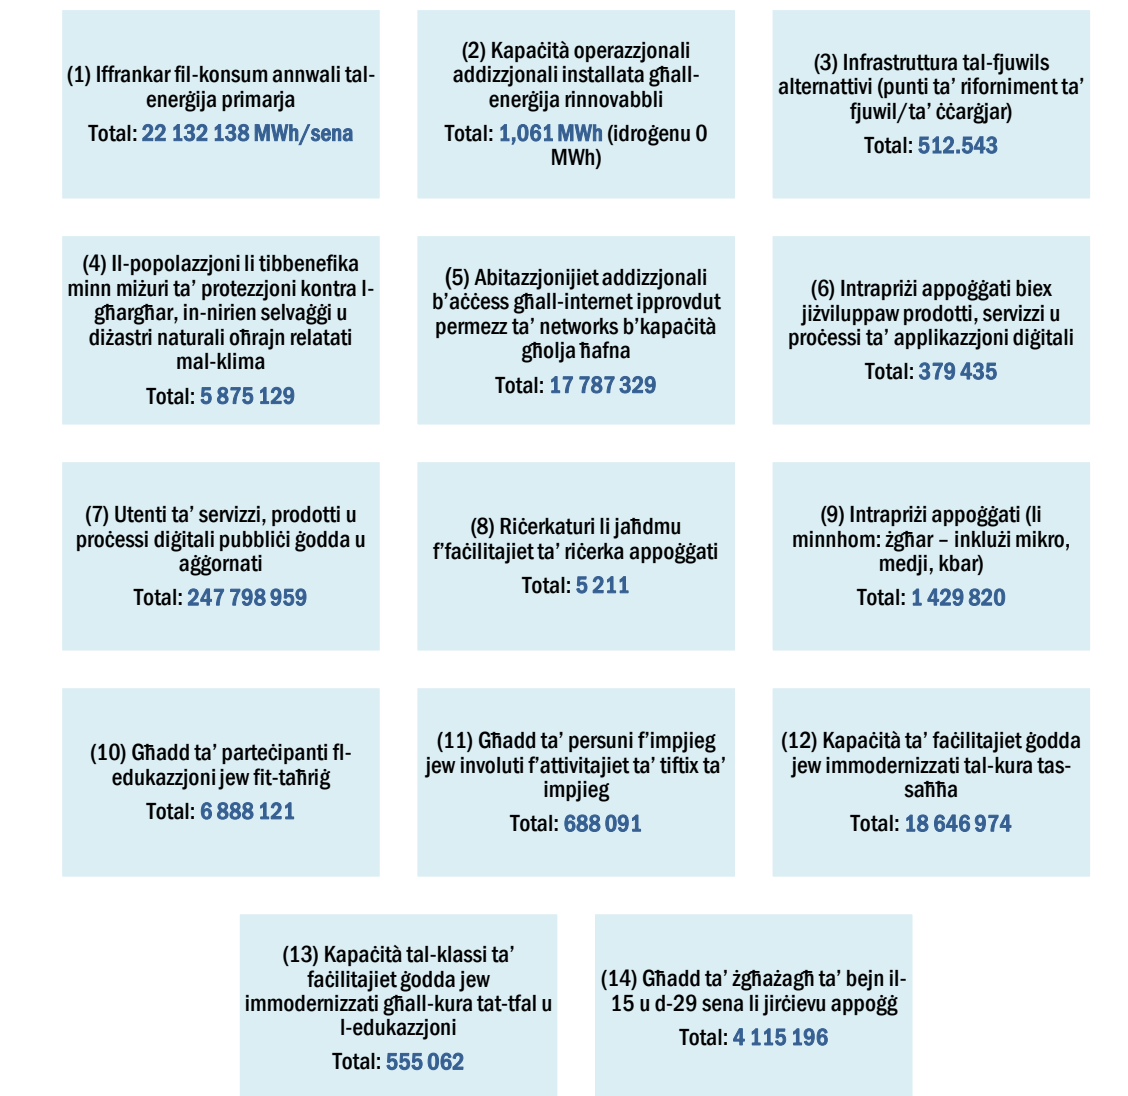 (1) Iffrankar fil-konsum annwali tal-
enerġija primarja
Total: 22 132 138 MWh/sena
(2) Kapaċità operazzjonali
addizzjonali installata għall-
enerġija rinnovabbli
Total: 1,061 MWh (idroġenu 0
MWh)
(3) Infrastruttura tal-fjuwils
alternattivi (punti ta’ riforniment ta’
fjuwil/ta’ ċċarġjar)
Total: 512.543
(4) Il-popolazzjoni li tibbenefika
minn miżuri ta’ protezzjoni kontra l-
għargħar, in-nirien selvaġġi u
diżastri naturali oħrajn relatati
mal-klima
Total: 5 875 129
(5) Abitazzjonijiet addizzjonali
b’aċċess għall-internet ipprovdut
permezz ta’ networks b’kapaċità
għolja ħafna
Total: 17 787 329
(6) Intrapriżi appoġġati biex
jiżviluppaw prodotti, servizzi u
proċessi ta’ applikazzjoni diġitali
Total: 379 435
(7) Utenti ta’ servizzi, prodotti u
proċessi diġitali pubbliċi ġodda u
aġġornati
Total: 247 798 959
(8) Riċerkaturi li jaħdmu
f’faċilitajiet ta’ riċerka appoġġati
Total: 5 211
(9) Intrapriżi appoġġati (li
minnhom: żgħar – inklużi mikro,
medji, kbar)
Total: 1 429 820
(10) Għadd ta’ parteċipanti fl-
edukazzjoni jew fit-taħriġ
Total: 6 888 121
(11) Għadd ta’ persuni f’impjieg
jew involuti f’attivitajiet ta’ tiftix ta’
impjieg
Total: 688 091
(12) Kapaċità ta’ faċilitajiet ġodda
jew immodernizzati tal-kura tas-
saħħa
Total: 18 646 974
(13) Kapaċità tal-klassi ta’
faċilitajiet ġodda jew
immodernizzati għall-kura tat-tfal u
l-edukazzjoni
Total: 555 062
(14) Għadd ta’ żgħażagħ ta’ bejn il-
15 u d-29 sena li jirċievu appoġġ
Total: 4 115 196